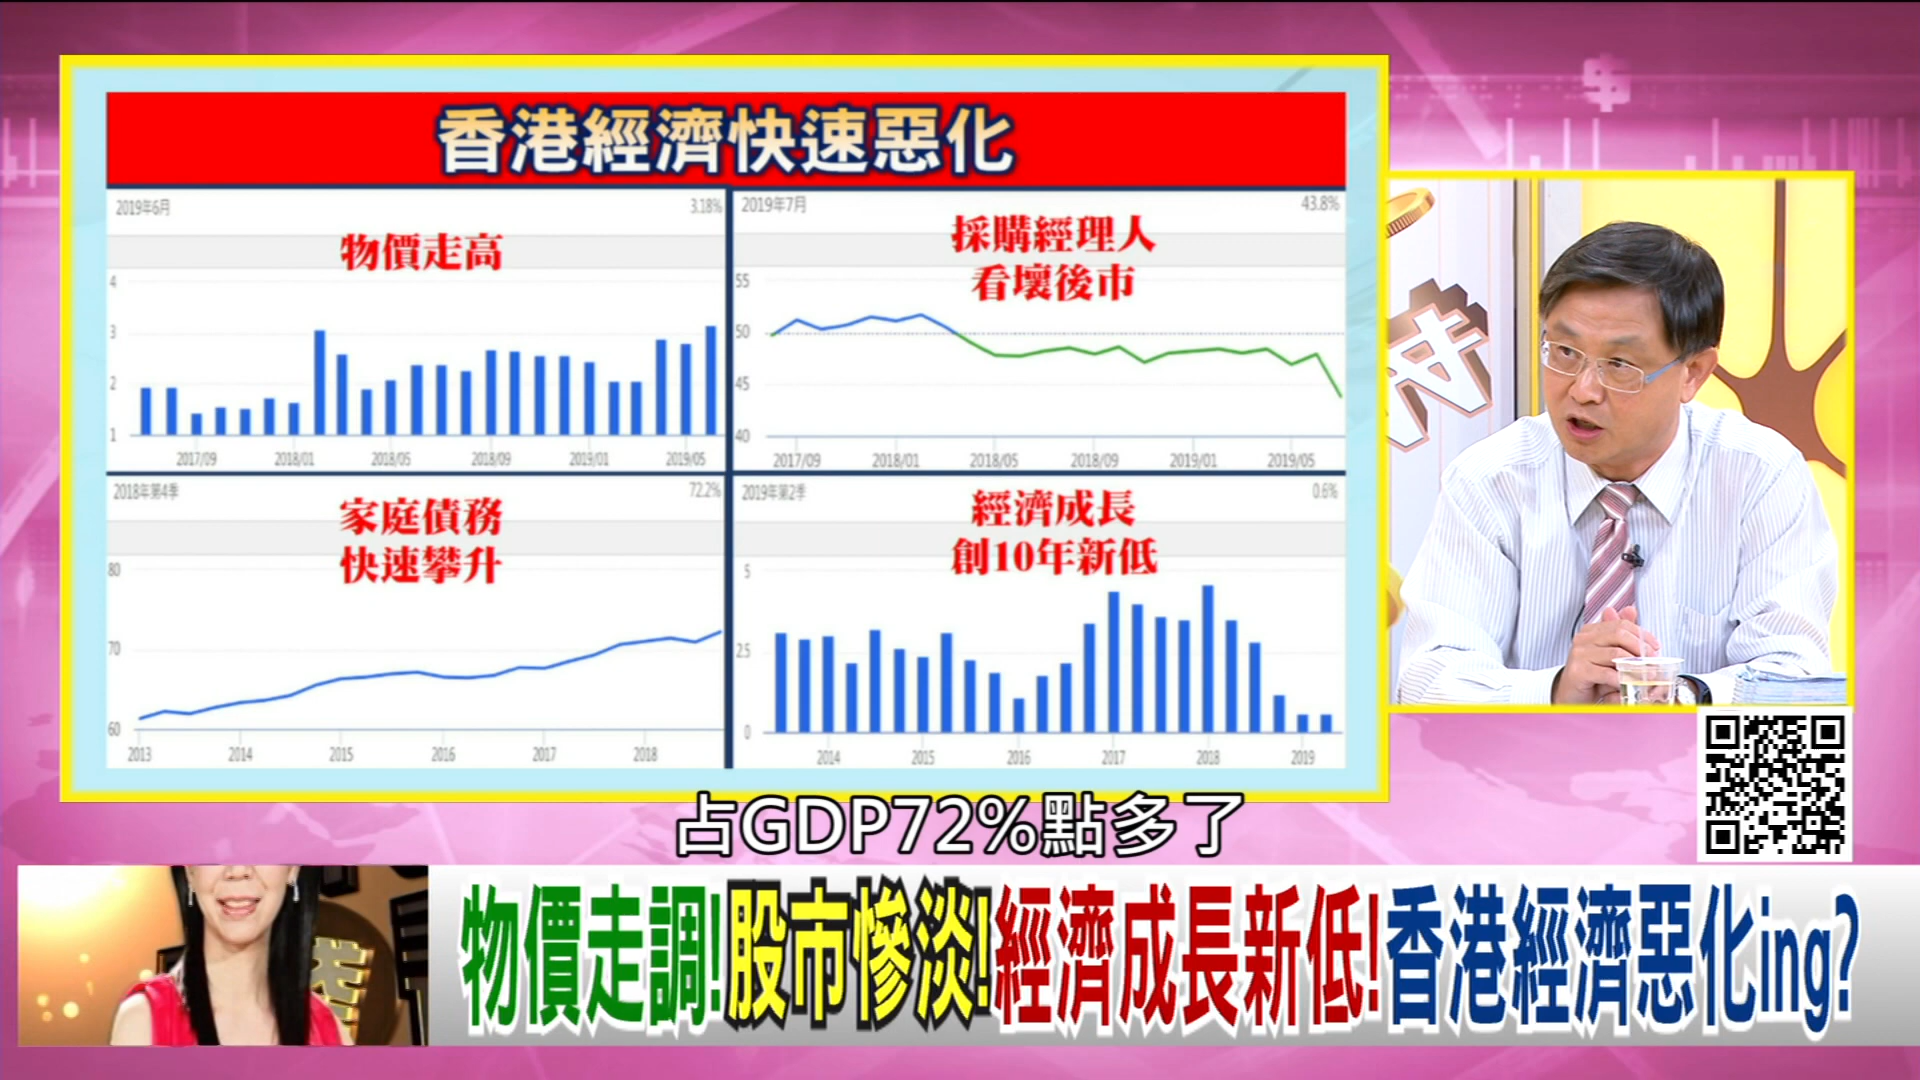 香港經濟快速惡化
2019年6月 3.18%
物價走高
4
3
2
1
2017/09 2018/01 2018/05 2018/09 2019/01 2019/05
2019年7月 43.8%
採購經理人
看壞後市
55
50
45
40
2017/09 2018/01 2018/05 2018/09 2019/01 2019/05
2018年第4季 72.2%
家庭債務
快速攀升
80
70
60
2013 2014 2015 2016 2017 2018
2019年第2季 0.6%
經濟成長
創10年新低
5
2.5
0
2014 2015 2016 2017 2018 2019
占GDP72%點多了
物價走調!股市慘淡!經濟成長新低!香港經濟惡化ing?